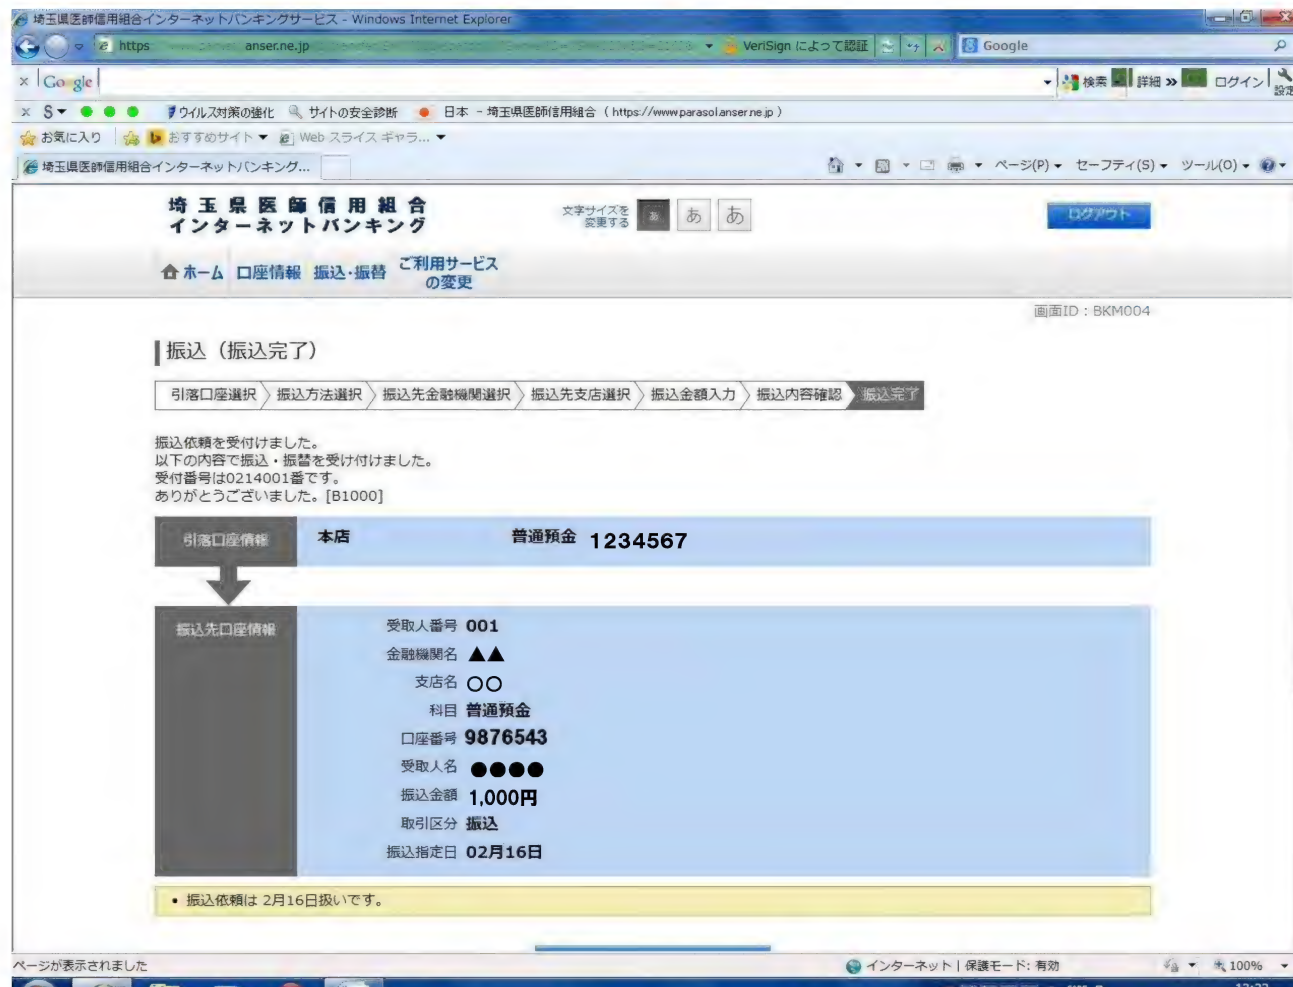 埼玉県医師信用組合インターネットバンキングサービス - Windows Internet Explorer
https
anser.ne.jp
VeriSign によって認証
Google
× Google
検索
詳細 »
ログイン
設定
× S▼
ウイルス対策の強化
サイトの安全診断
日本 - 埼玉県医師信用組合 ( https://www.parasol.anser.ne.jp )
お気に入り
おすすめサイト ▼
Web スライス ギャラ... ▼
埼玉県医師信用組合インターネットバンキング...
ページ(P) ▼ セーフティ(S) ▼ ツール(O) ▼
埼玉県医師信用組合
インターネットバンキング
文字サイズを
変更する
あ あ あ
ログアウト
ホーム 口座情報 振込・振替 ご利用サービス
の変更
画面ID:BKM004
振込(振込完了)
引落口座選択 振込方法選択 振込先金融機関選択 振込先支店選択 振込金額入力 振込内容確認 振込完了
振込依頼を受付けました。
以下の内容で振込・振替を受け付けました。
受付番号は0214001番です。
ありがとうございました。[B1000]
引落口座情報 本店 普通預金 1234567
振込先口座情報
受取人番号 001
金融機関名 ▲▲
支店名 ○○
科目 普通預金
口座番号 9876543
受取人名 ●●●●
振込金額 1,000円
取引区分 振込
振込指定日 02月16日
• 振込依頼は 2月16日扱いです。
ページが表示されました
インターネット | 保護モード: 有効
100%